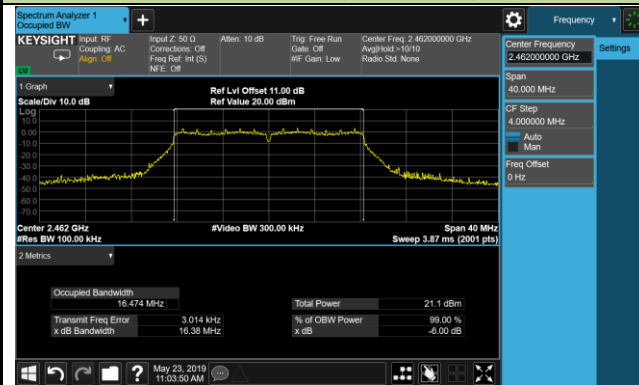 Spectrum Analyzer 1
Occupied BW
Frequency
KEYSIGHT
Input: RF
Coupling: AC
Align: Off
Input Z: 50 Ω
Corrections: Off
Freq Ref: Int (S)
NFE: Off
Atten: 10 dB
Trig: Free Run
Gate: Off
#IF Gain: Low
Center Freq: 2.462000000 GHz
Avg|Hold:>10/10
Radio Std: None
Center Frequency
2.462000000 GHz
Settings
Span
40.000 MHz
CF Step
4.000000 MHz
Auto
Man
Freq Offset
0 Hz
1 Graph
Scale/Div 10.0 dB
Ref Lvl Offset 11.00 dB
Ref Value 20.00 dBm
Log
10.0
0.00
-10.0
-20.0
-30.0
-40.0
-50.0
-60.0
-70.0
Center 2.462 GHz
#Video BW 300.00 kHz
Span 40 MHz
#Res BW 100.00 kHz
Sweep 3.87 ms (2001 pts)
2 Metrics
Occupied Bandwidth
16.474 MHz
Total Power 21.1 dBm
Transmit Freq Error 3.014 kHz
% of OBW Power 99.00 %
x dB Bandwidth 16.38 MHz
x dB -6.00 dB
?
May 23, 2019
11:03:50 AM